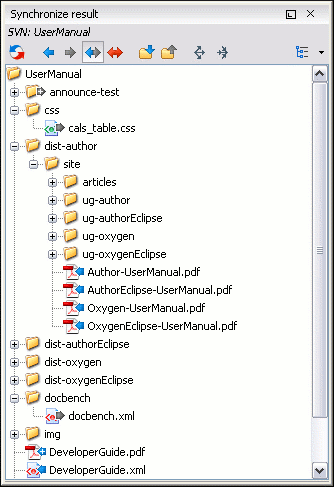 Synchronize result
SVN: UserManual
UserManual
announce-test
css
cals_table.css
dist-author
site
articles
ug-author
ug-authorEclipse
ug-oxygen
ug-oxygenEclipse
Author-UserManual.pdf
AuthorEclipse-UserManual.pdf
Oxygen-UserManual.pdf
OxygenEclipse-UserManual.pdf
dist-authorEclipse
dist-oxygen
dist-oxygenEclipse
docbench
docbench.xml
img
DeveloperGuide.pdf
DeveloperGuide.xml